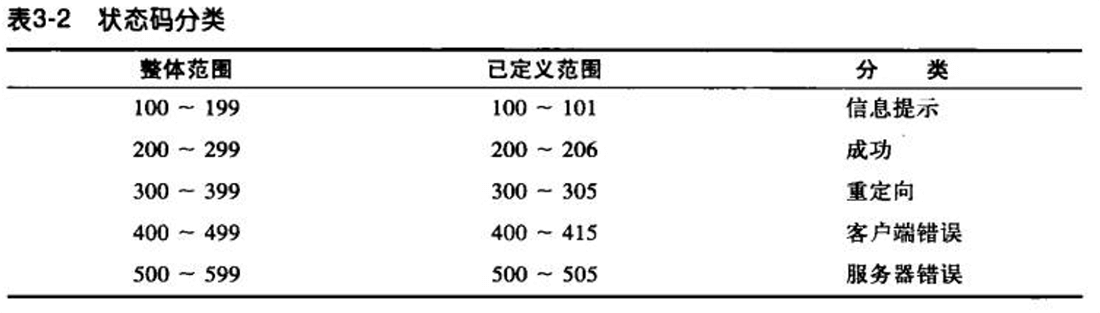 表3-2 状态码分类
整体范围 已定义范围 分 类
100 ~ 199 100 ~ 101 信息提示
200 ~ 299 200 ~ 206 成功
300 ~ 399 300 ~ 305 重定向
400 ~ 499 400 ~ 415 客户端错误
500 ~ 599 500 ~ 505 服务器错误